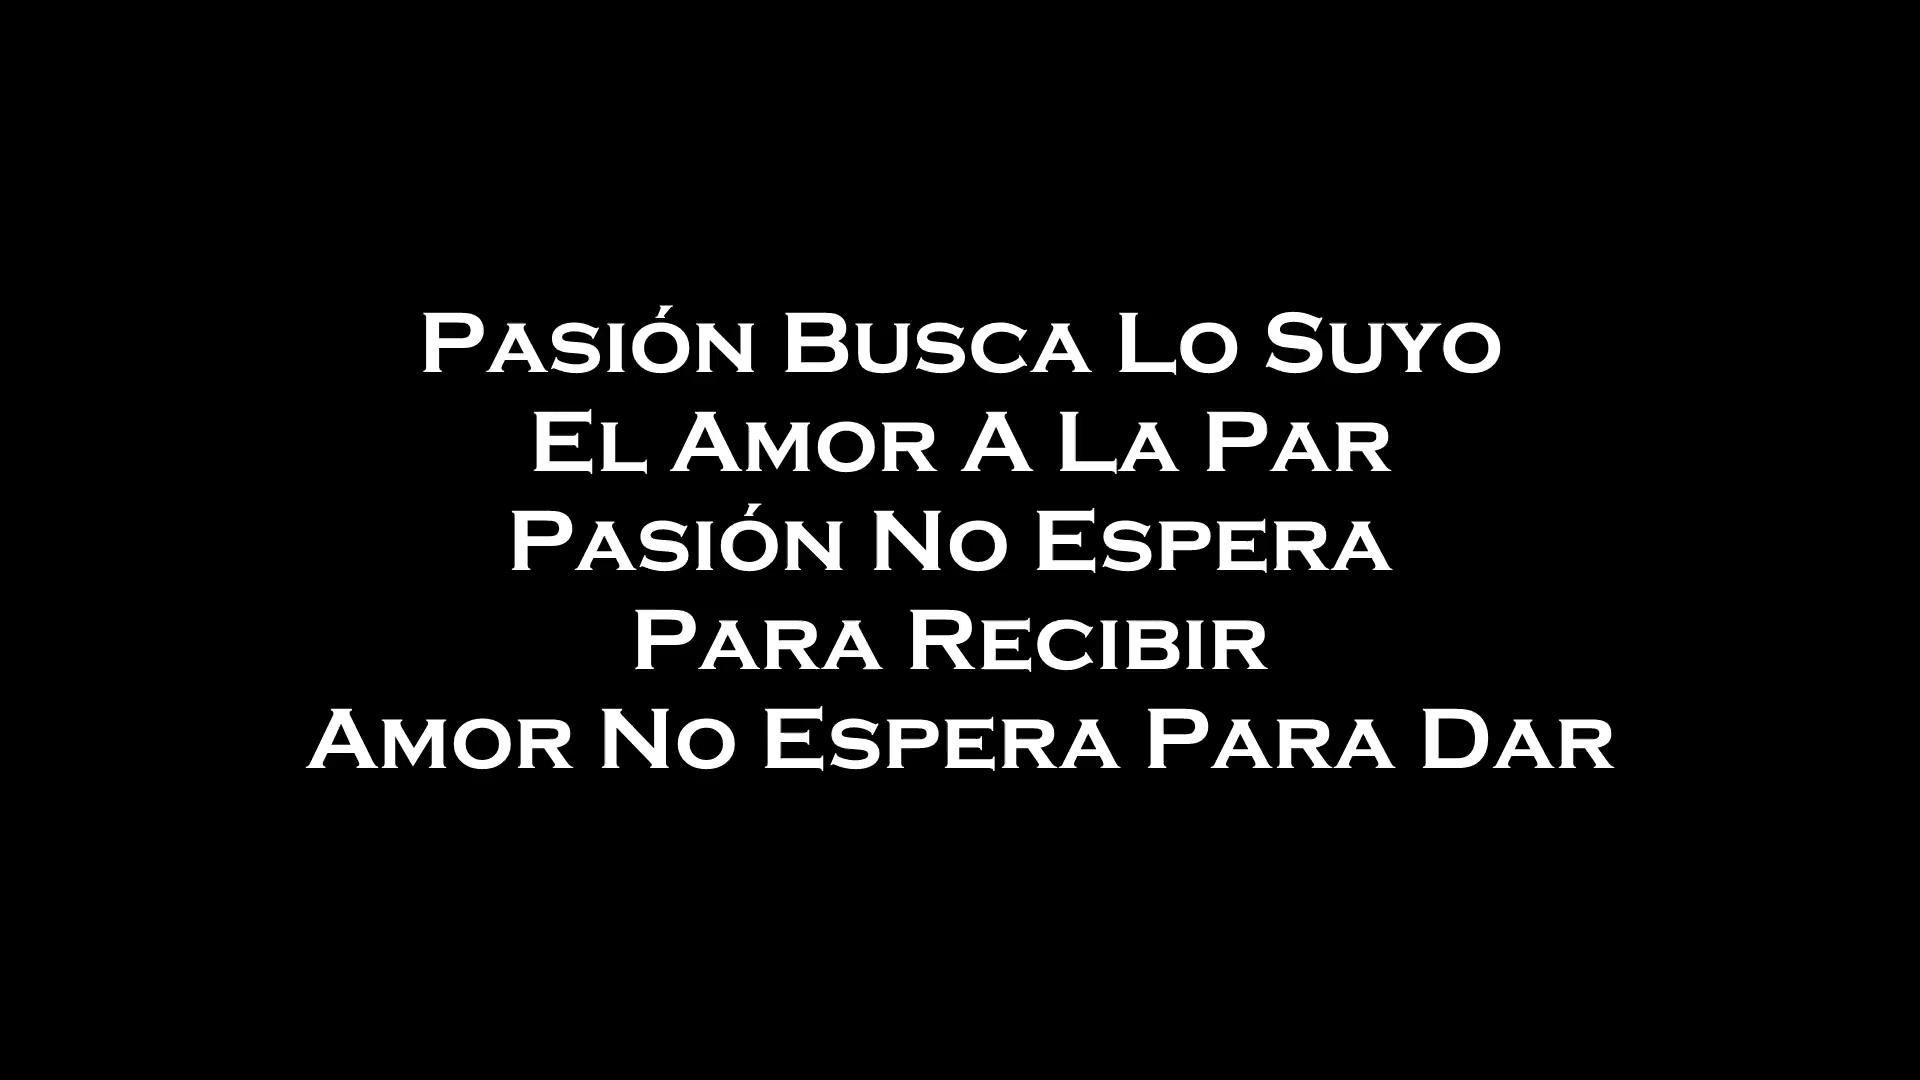 Pasión Busca Lo Suyo
El Amor A La Par
Pasión No Espera
Para Recibir
Amor No Espera Para Dar